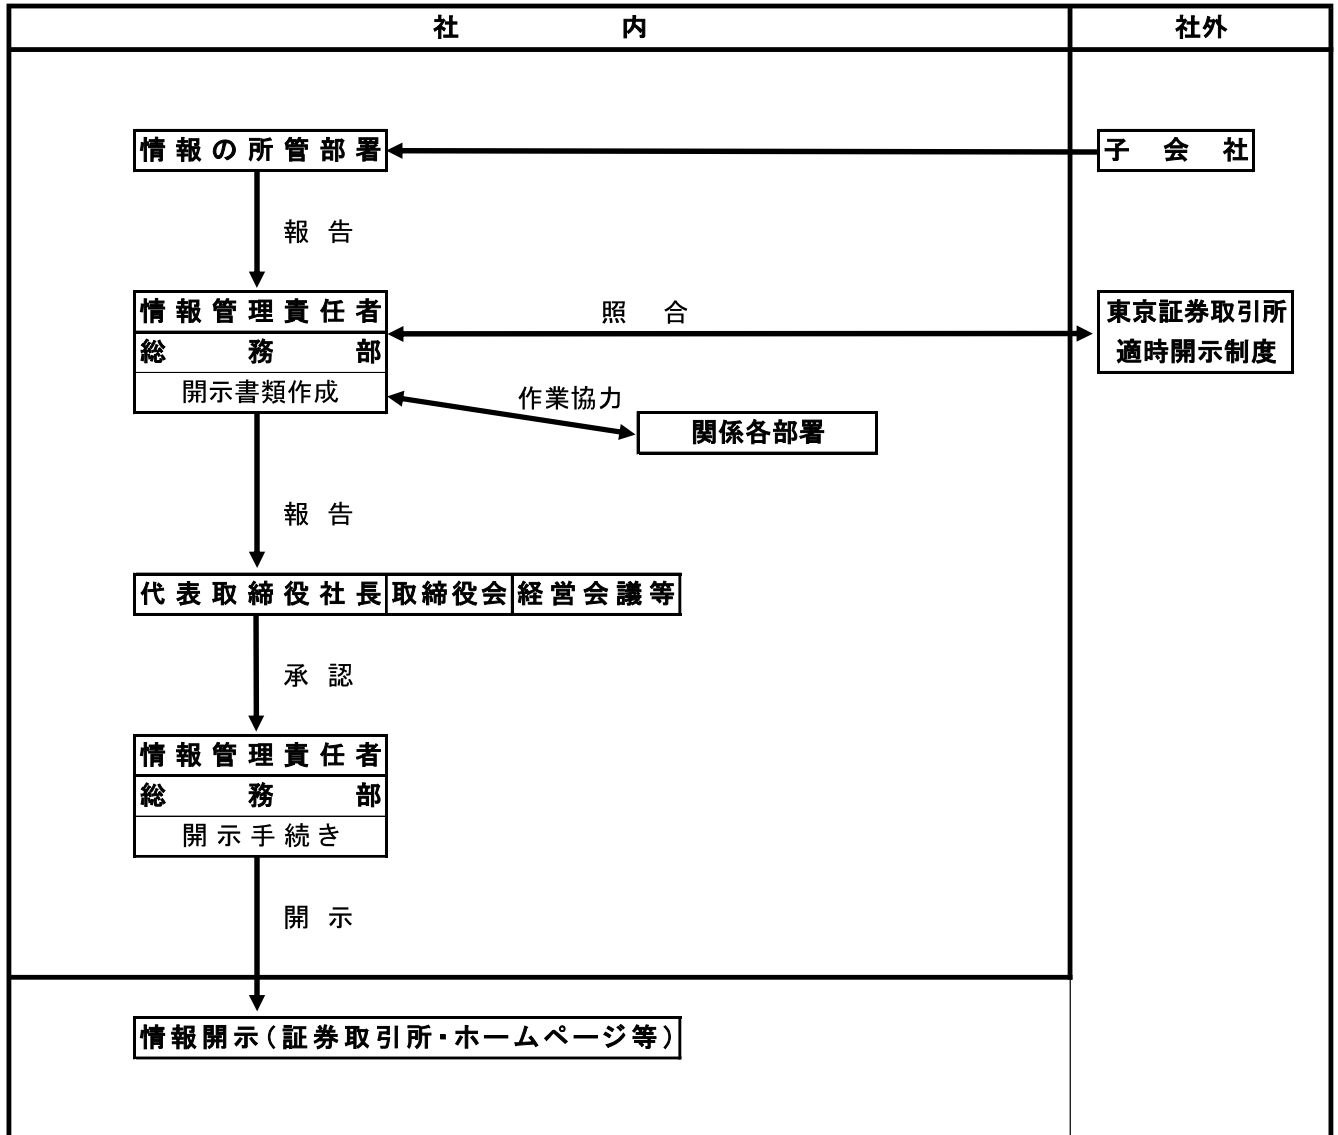 社内
社外
情報の所管部署
子会社
報告
情報管理責任者
照合
東京証券取引所
総務部
適時開示制度
開示書類作成
作業協力
関係各部署
報告
代表取締役社長
取締役会
経営会議等
承認
情報管理責任者
総務部
開示手続き
開示
情報開示(証券取引所・ホームページ等)